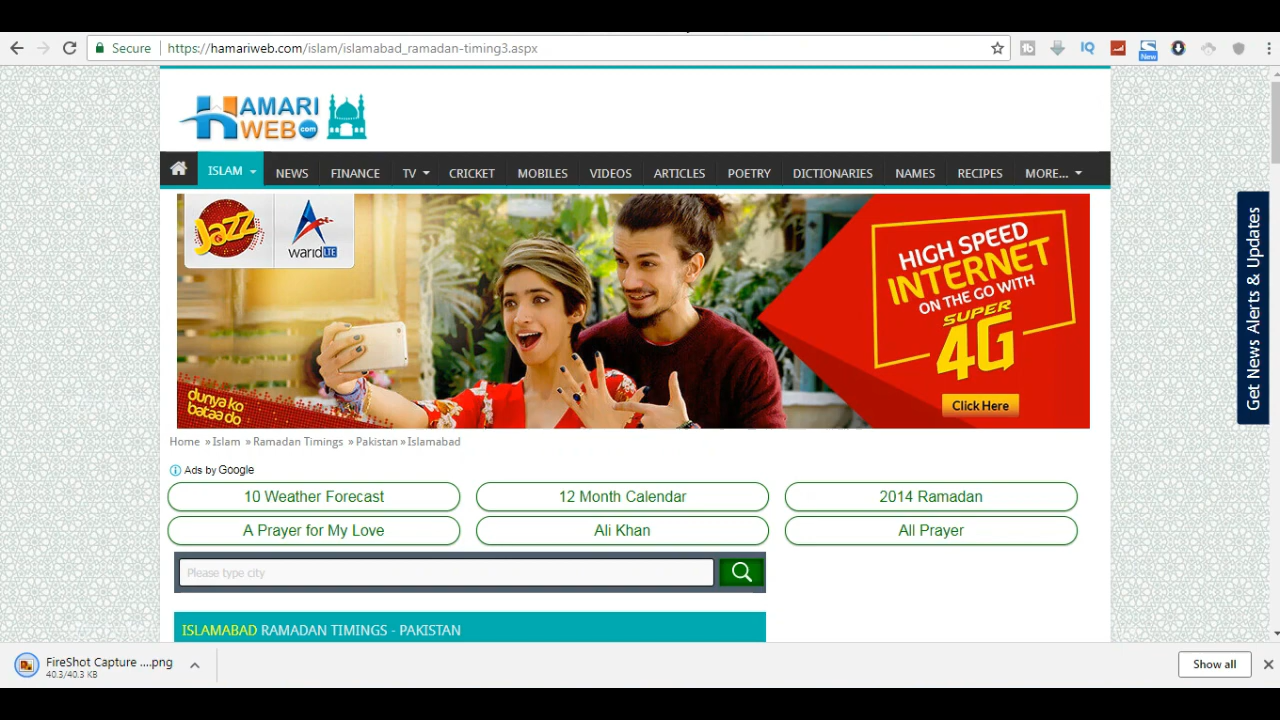 Secure
https://hamariweb.com/islam/islamabad_ramadan-timing3.aspx
IQ
New
HAMARI
WEB.com
ISLAM NEWS FINANCE TV CRICKET MOBILES VIDEOS ARTICLES POETRY DICTIONARIES NAMES RECIPES MORE...
Jazz
warid LTE
HIGH SPEED
INTERNET
ON THE GO WITH
SUPER
4G
Click Here
dunya ko
bataa do
Get News Alerts & Updates
Home » Islam » Ramadan Timings » Pakistan » Islamabad
Ads by Google
10 Weather Forecast 12 Month Calendar 2014 Ramadan
A Prayer for My Love Ali Khan All Prayer
Please type city
ISLAMABAD RAMADAN TIMINGS - PAKISTAN
FireShot Capture ....png
40.3/40.3 KB
Show all